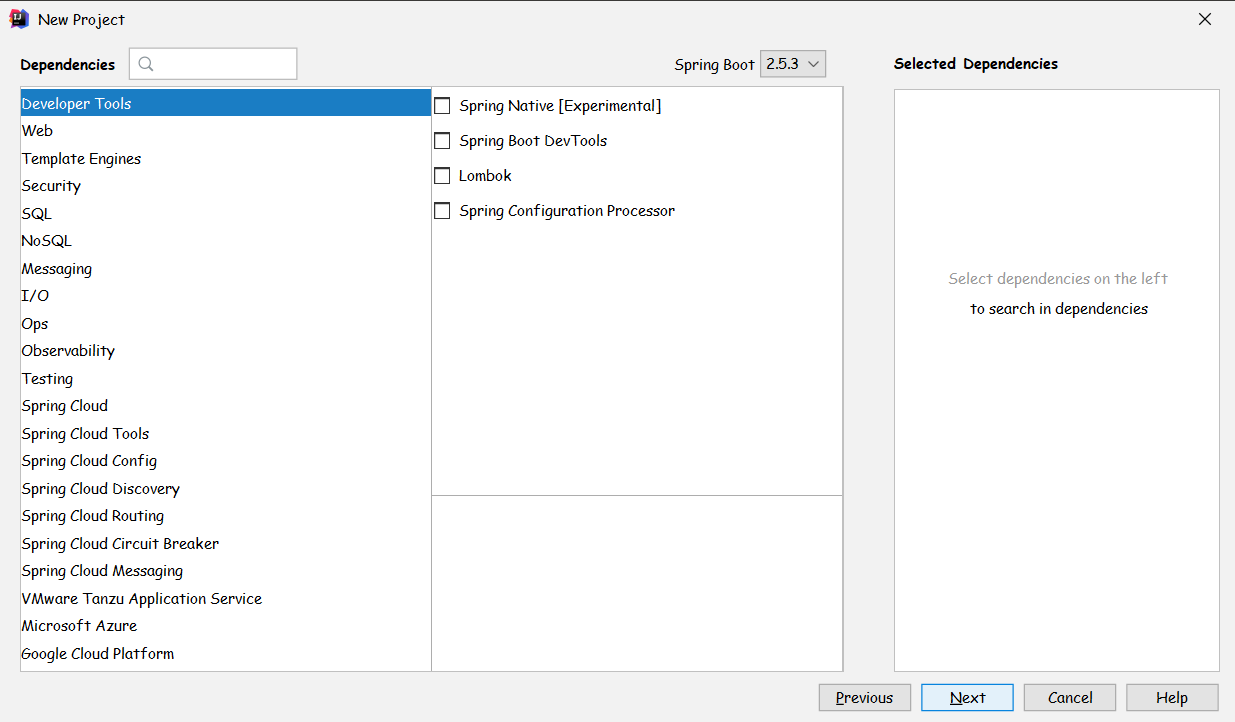 New Project
Dependencies
Spring Boot 2.5.3
Selected Dependencies
Developer Tools
Web
Template Engines
Security
SQL
NoSQL
Messaging
I/O
Ops
Observability
Testing
Spring Cloud
Spring Cloud Tools
Spring Cloud Config
Spring Cloud Discovery
Spring Cloud Routing
Spring Cloud Circuit Breaker
Spring Cloud Messaging
VMware Tanzu Application Service
Microsoft Azure
Google Cloud Platform
Spring Native [Experimental]
Spring Boot DevTools
Lombok
Spring Configuration Processor
Select dependencies on the left
to search in dependencies
Previous
Next
Cancel
Help